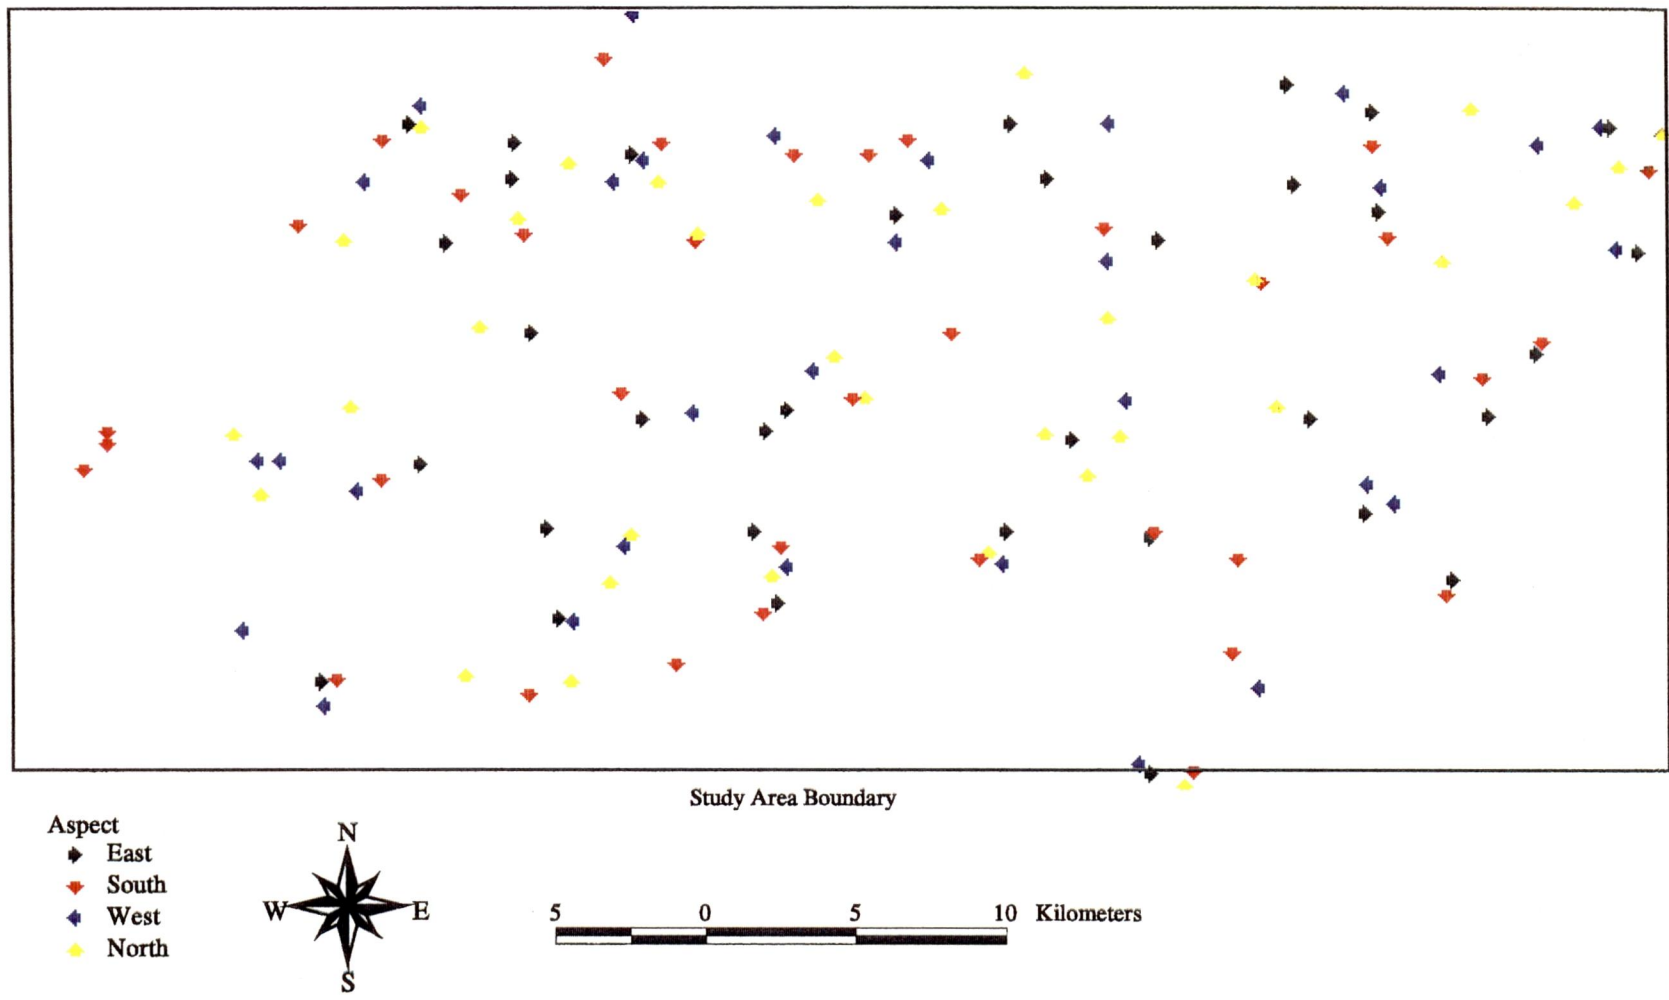 Study Area Boundary
Aspect
East
South
West
North
N
W E
S
5 0 5 10 Kilometers